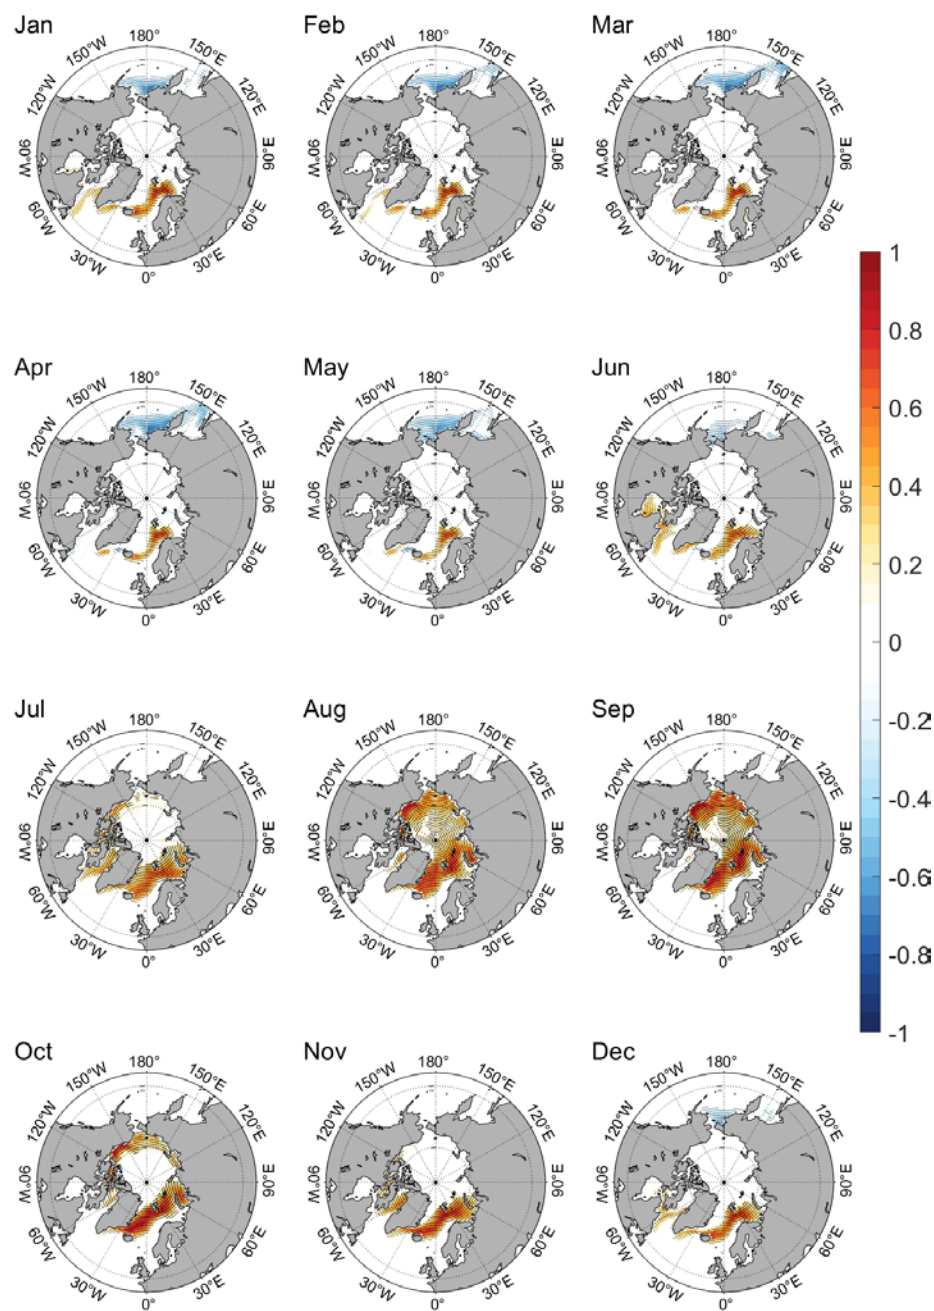 Jan
180°
150°W
150°E
120°W
120°E
90°W
90°E
60°W
60°E
30°W
30°E
0°
Feb
180°
150°W
150°E
120°W
120°E
90°W
90°E
60°W
60°E
30°W
30°E
0°
Mar
180°
150°W
150°E
120°W
120°E
90°W
90°E
60°W
60°E
30°W
30°E
0°
Apr
180°
150°W
150°E
120°W
120°E
90°W
90°E
60°W
60°E
30°W
30°E
0°
May
180°
150°W
150°E
120°W
120°E
90°W
90°E
60°W
60°E
30°W
30°E
0°
Jun
180°
150°W
150°E
120°W
120°E
90°W
90°E
60°W
60°E
30°W
30°E
0°
Jul
180°
150°W
150°E
120°W
120°E
90°W
90°E
60°W
60°E
30°W
30°E
0°
Aug
180°
150°W
150°E
120°W
120°E
90°W
90°E
60°W
60°E
30°W
30°E
0°
Sep
180°
150°W
150°E
120°W
120°E
90°W
90°E
60°W
60°E
30°W
30°E
0°
Oct
180°
150°W
150°E
120°W
120°E
90°W
90°E
60°W
60°E
30°W
30°E
0°
Nov
180°
150°W
150°E
120°W
120°E
90°W
90°E
60°W
60°E
30°W
30°E
0°
Dec
180°
150°W
150°E
120°W
120°E
90°W
90°E
60°W
60°E
30°W
30°E
0°
1
0.8
0.6
0.4
0.2
0
-0.2
-0.4
-0.6
-0.8
-1